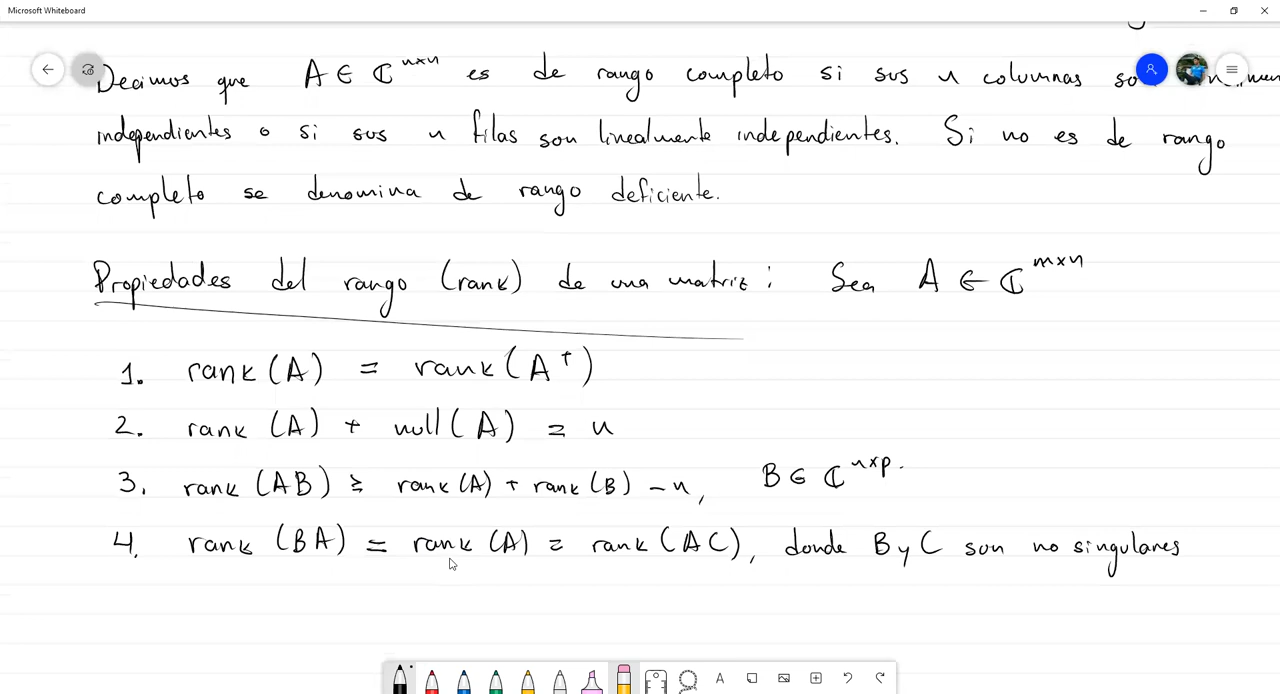 Microsoft Whiteboard
Decimos que A ∈ ℂ^{n×n} es de rango completo si sus n columnas
independientes o si sus n filas son linealmente independientes. Si no es de rango
completo se denomina de rango deficiente.
Propiedades del rango (rank) de una matriz: Sea A ∈ ℂ^{m×n}
1. rank (A) = rank (A^†)
2. rank (A) + null (A) = n
3. rank (AB) ≥ rank (A) + rank (B) - n, B ∈ ℂ^{n×p}.
4. rank (BA) = rank (A) = rank (AC), donde B y C son no singulares
A